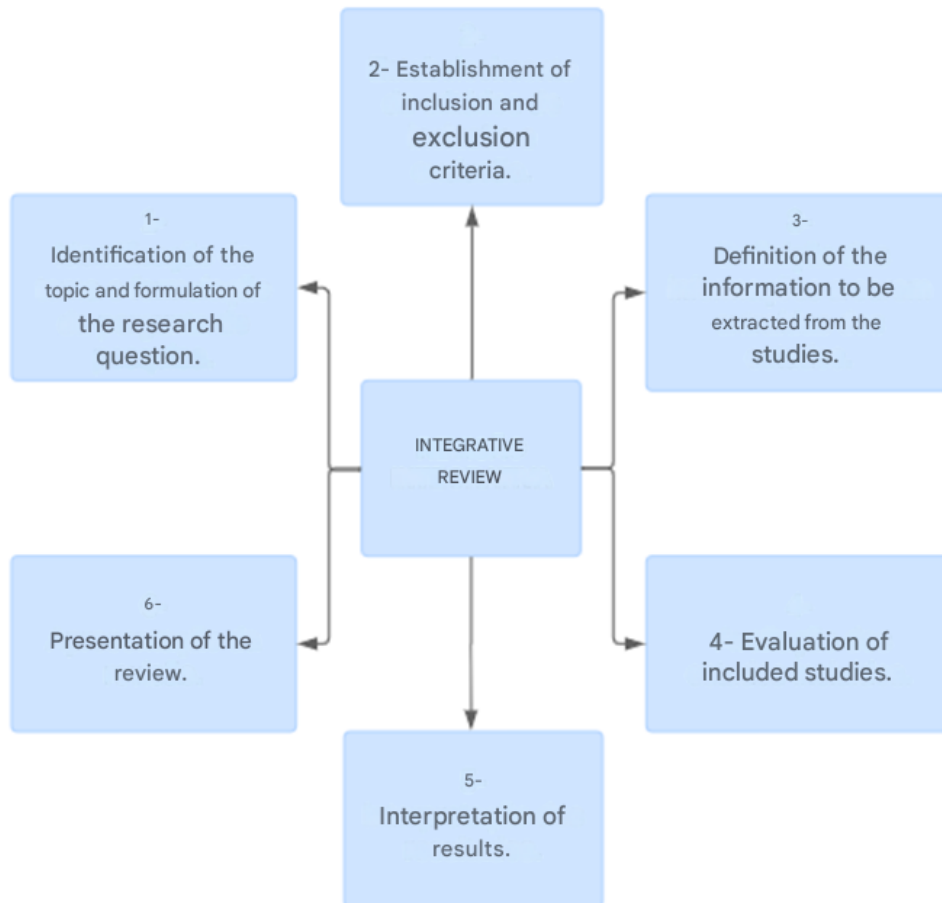 2- Establishment of
inclusion and
exclusion
criteria.
1-
Identification of the
topic and formulation of
the research
question.
3-
Definition of the
information to be
extracted from the
studies.
INTEGRATIVE
REVIEW
6-
Presentation of the
review.
4- Evaluation of
included studies.
5-
Interpretation of
results.